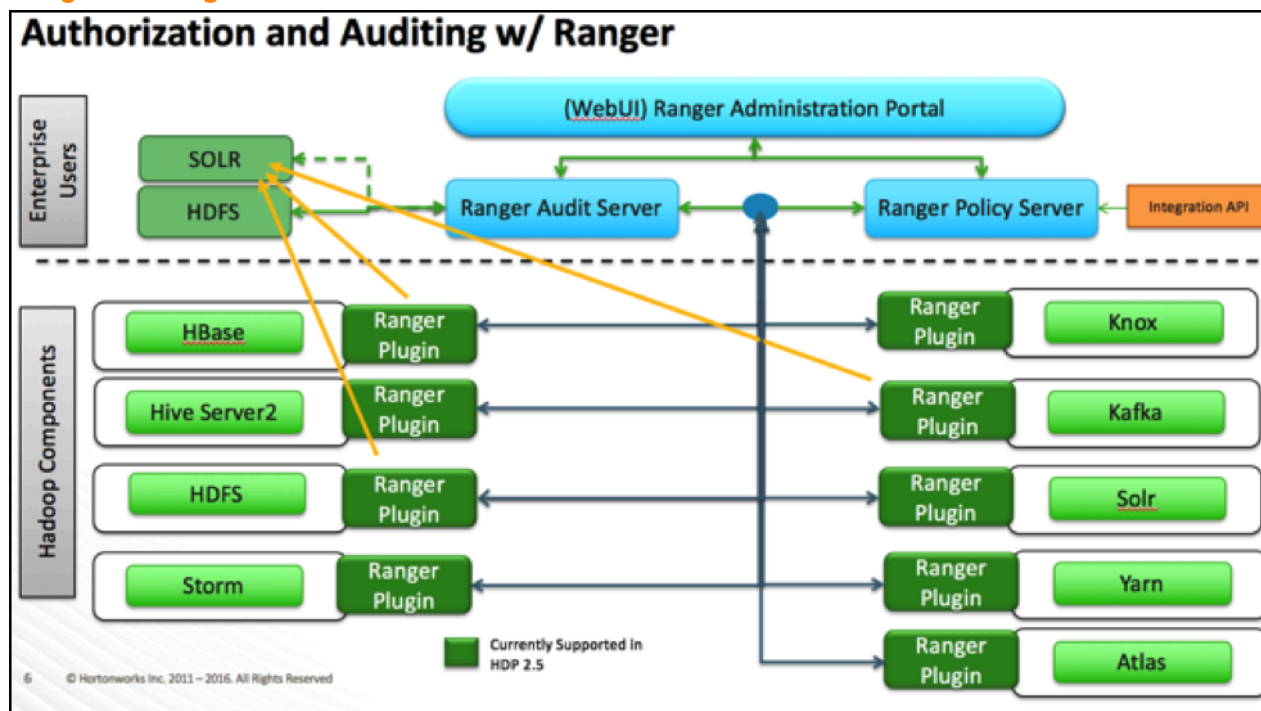 Authorization and Auditing w/ Ranger
Enterprise
Users
(WebUI) Ranger Administration Portal
SOLR
HDFS
Ranger Audit Server
Ranger Policy Server
Integration API
Hadoop Components
HBase
Ranger
Plugin
Ranger
Plugin
Knox
Hive Server2
Ranger
Plugin
Ranger
Plugin
Kafka
HDFS
Ranger
Plugin
Ranger
Plugin
Solr
Storm
Ranger
Plugin
Ranger
Plugin
Yarn
Ranger
Plugin
Atlas
Currently Supported in
HDP 2.5
6 © Hortonworks Inc. 2011 – 2016. All Rights Reserved